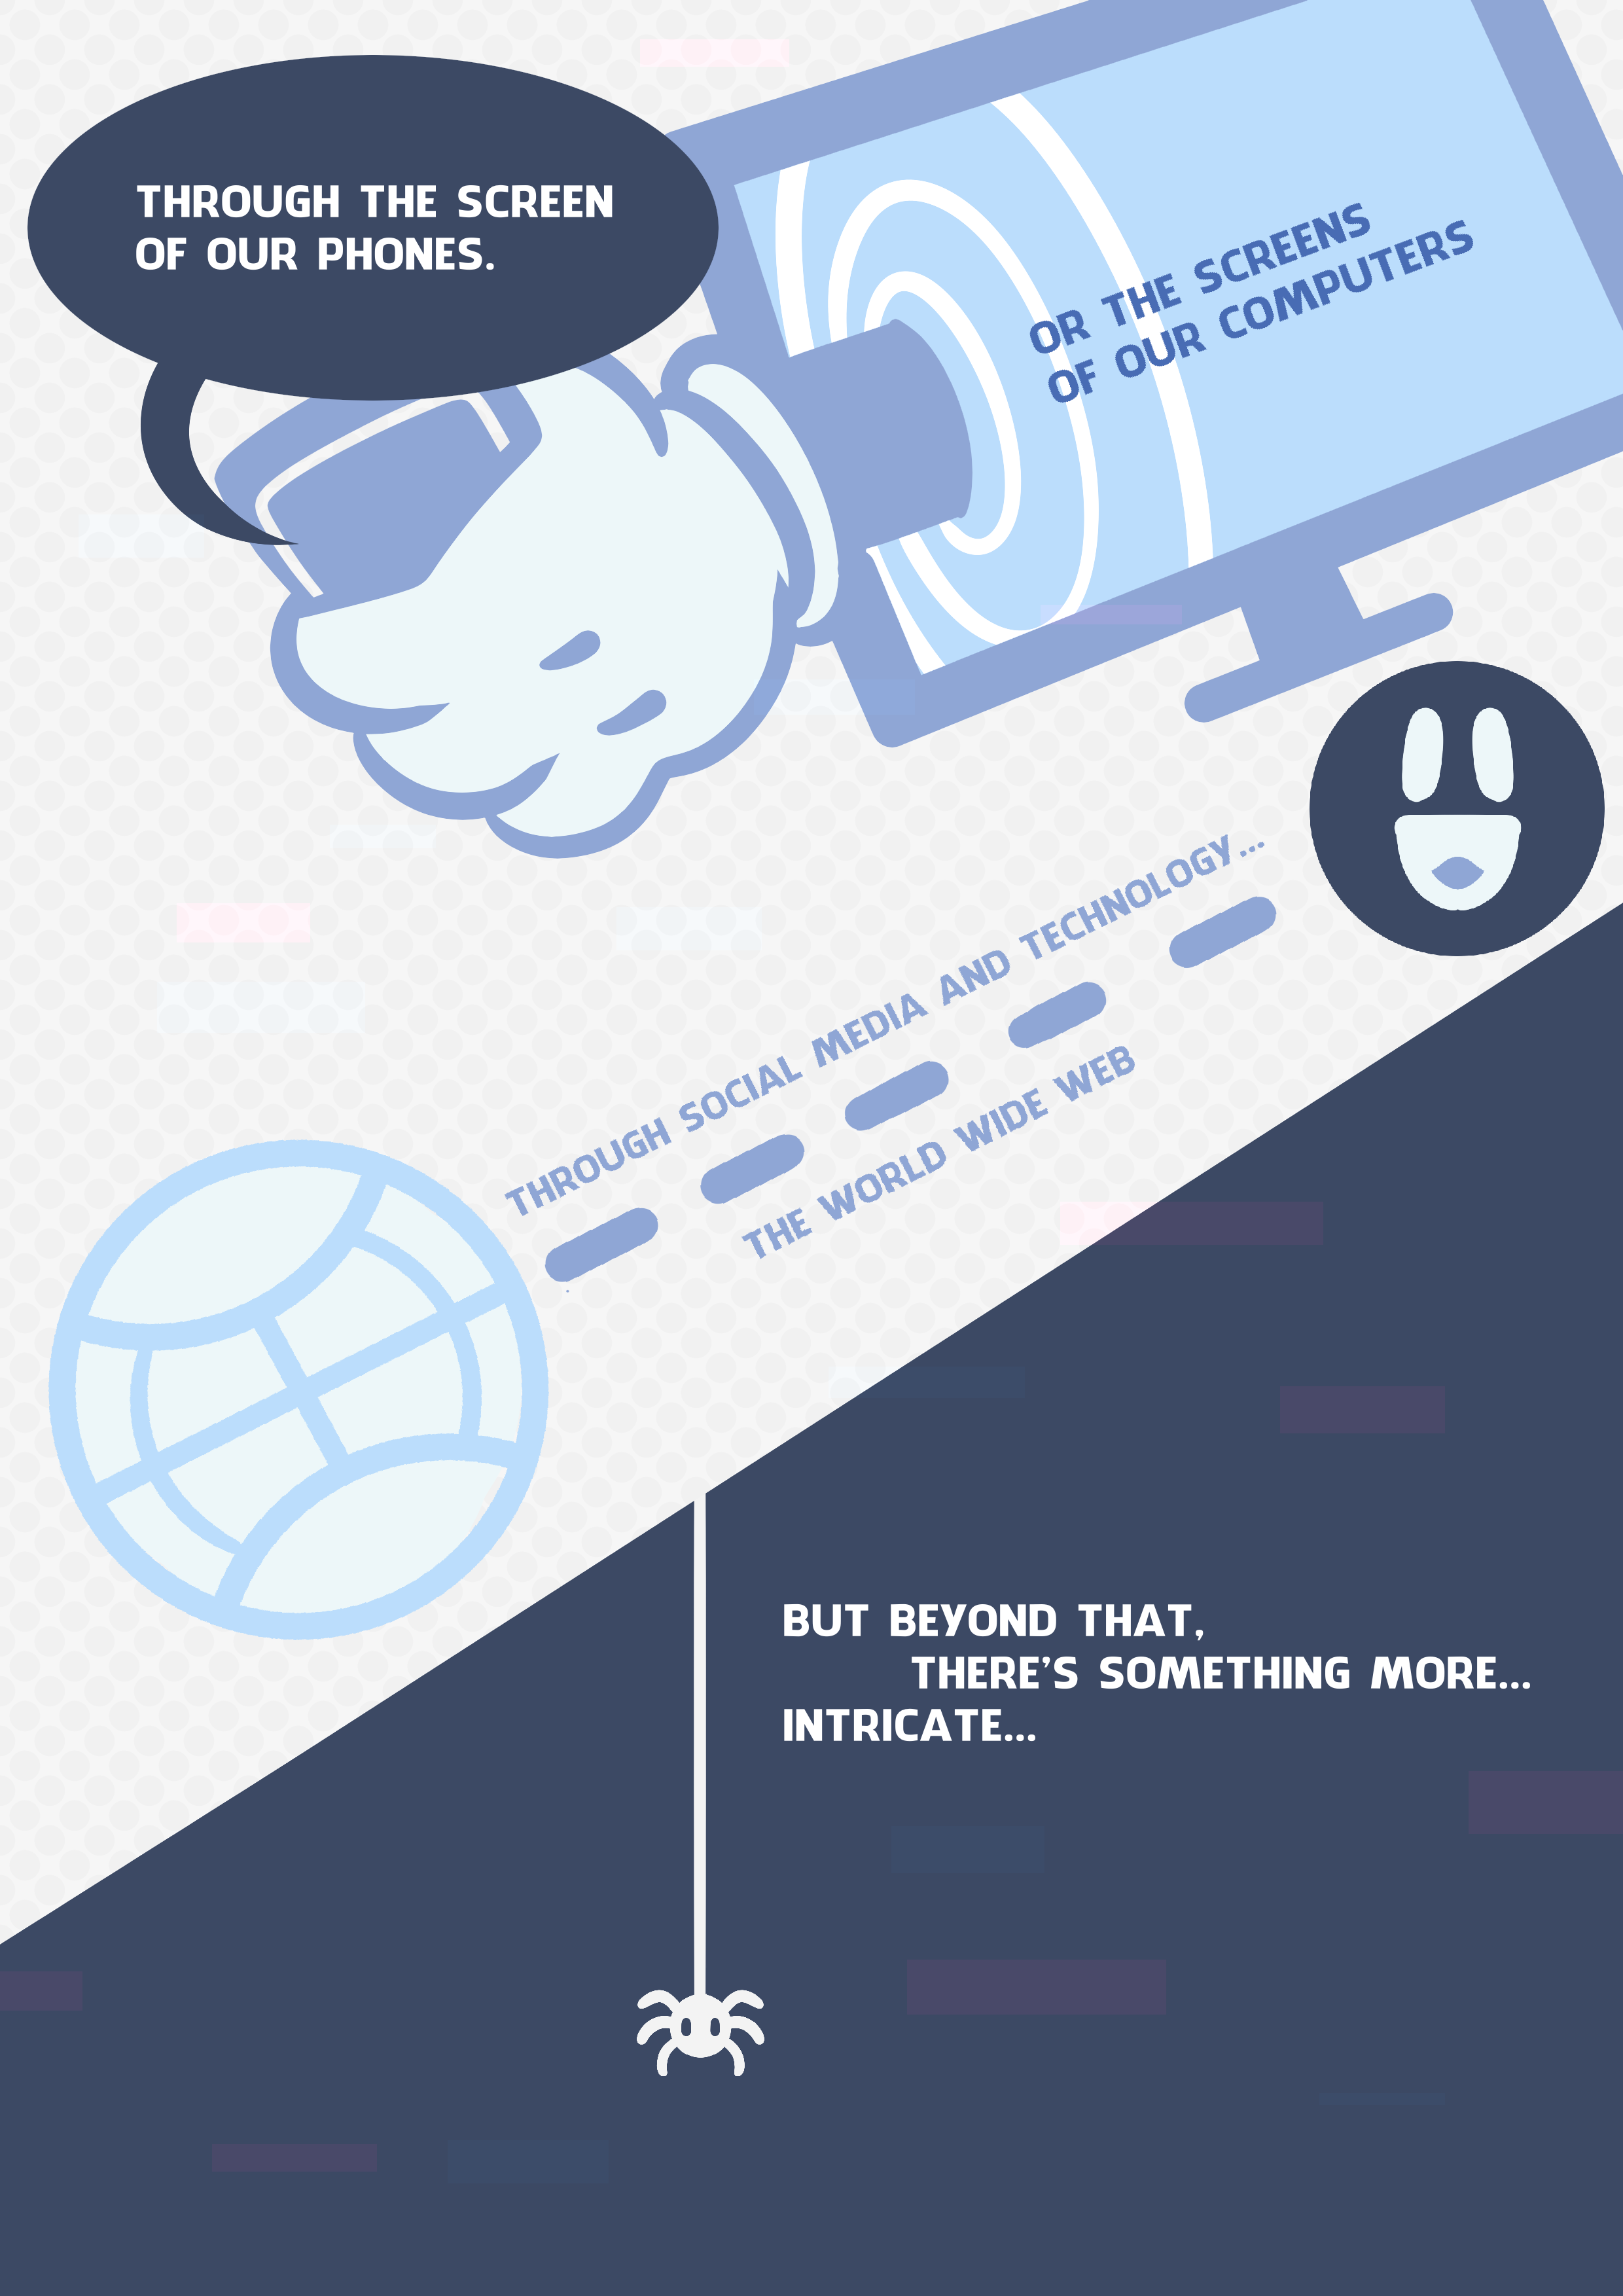 THROUGH THE SCREEN
OF OUR PHONES.
OR THE SCREENS
OF OUR COMPUTERS
THROUGH SOCIAL MEDIA AND TECHNOLOGY...
THE WORLD WIDE WEB
BUT BEYOND THAT,
THERE'S SOMETHING MORE...
INTRICATE...